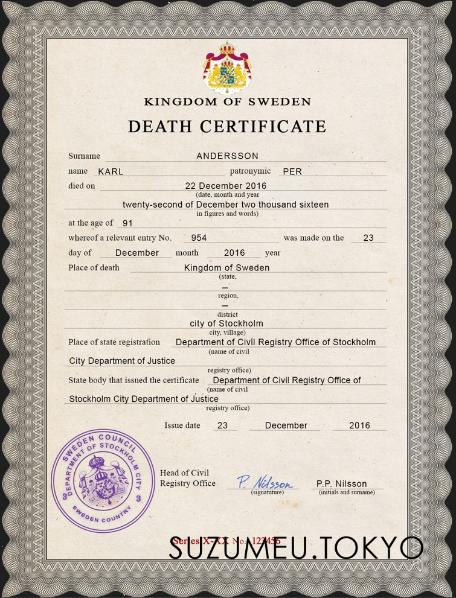 KINGDOM OF SWEDEN
DEATH CERTIFICATE
Surname ANDERSSON
name KARL patronymic PER
died on 22 December 2016
(date, month and year)
twenty-second of December two thousand sixteen
in figures and words)
at the age of 91
whereof a relevant entry No. 954 was made on the 23
day of December month 2016 year
Place of death Kingdom of Sweden
(state,
–
region,
–
district
city of Stockholm
city, village)
Place of state registration Department of Civil Registry Office of Stockholm
(name of civil
City Department of Justice
registry office)
State body that issued the certificate Department of Civil Registry Office of
(name of civil
Stockholm City Department of Justice
registry office)
Issue date 23 December 2016
SWEDEN COUNCIL
DEPARTMENT OF STOCKHOLM CITY
SWEDEN COUNTRY
Head of Civil
Registry Office P. Nilsson P.P. Nilsson
(signature) (initials and surname)
Series X-XX No. 123456
SUZUMEU.TOKYO